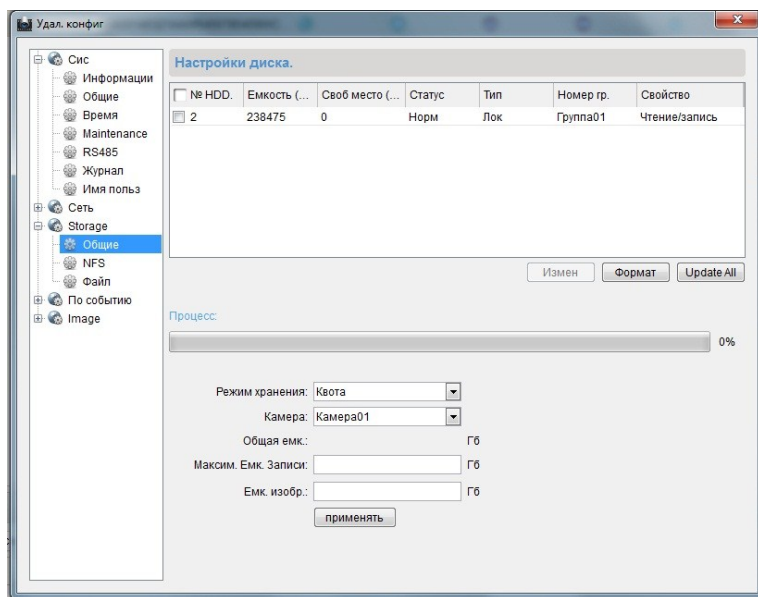 Удал. конфиг
Сис
Информации
Общие
Время
Maintenance
RS485
Журнал
Имя польз
Сеть
Storage
Общие
NFS
Файл
По событию
Image
Настройки диска.
№ HDD. Емкость (... Своб место (... Статус Тип Номер гр. Свойство
2 238475 0 Норм Лок Группа01 Чтение/запись
Измен Формат Update All
Процесс:
0%
Режим хранения: Квота
Камера: Камера01
Общая емк.: Гб
Максим. Емк. Записи: Гб
Емк. изобр.: Гб
применять